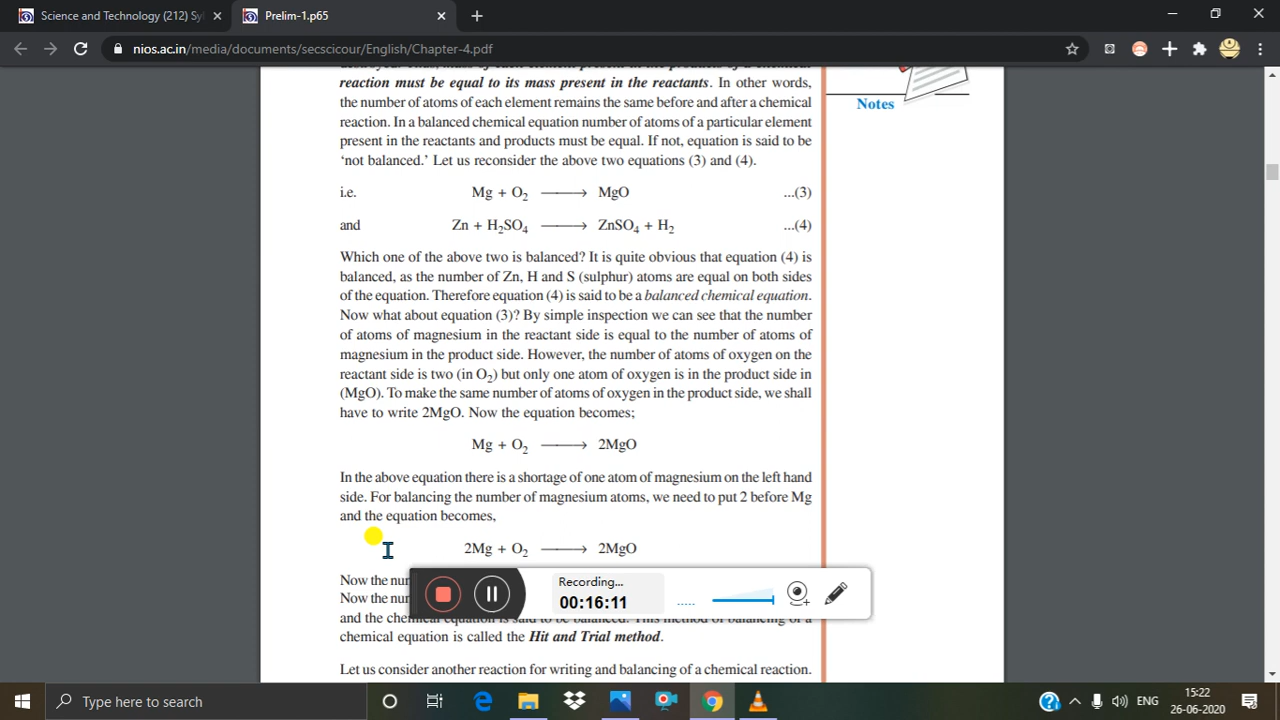 Science and Technology (212) Syl
Prelim-1.p65
nios.ac.in/media/documents/secscicour/English/Chapter-4.pdf
reaction must be equal to its mass present in the reactants. In other words,
the number of atoms of each element remains the same before and after a chemical
reaction. In a balanced chemical equation number of atoms of a particular element
present in the reactants and products must be equal. If not, equation is said to be
‘not balanced.’ Let us reconsider the above two equations (3) and (4).
Notes
i.e. Mg + O₂ ⟶ MgO ...(3)
and Zn + H₂SO₄ ⟶ ZnSO₄ + H₂ ...(4)
Which one of the above two is balanced? It is quite obvious that equation (4) is
balanced, as the number of Zn, H and S (sulphur) atoms are equal on both sides
of the equation. Therefore equation (4) is said to be a balanced chemical equation.
Now what about equation (3)? By simple inspection we can see that the number
of atoms of magnesium in the reactant side is equal to the number of atoms of
magnesium in the product side. However, the number of atoms of oxygen on the
reactant side is two (in O₂) but only one atom of oxygen is in the product side in
(MgO). To make the same number of atoms of oxygen in the product side, we shall
have to write 2MgO. Now the equation becomes;
Mg + O₂ ⟶ 2MgO
In the above equation there is a shortage of one atom of magnesium on the left hand
side. For balancing the number of magnesium atoms, we need to put 2 before Mg
and the equation becomes,
2Mg + O₂ ⟶ 2MgO
Now the
Now the
and the
chemical equation is called the Hit and Trial method.
Let us consider another reaction for writing and balancing of a chemical reaction.
Recording...
00:16:11
Type here to search
ENG
15:22
26-06-2020